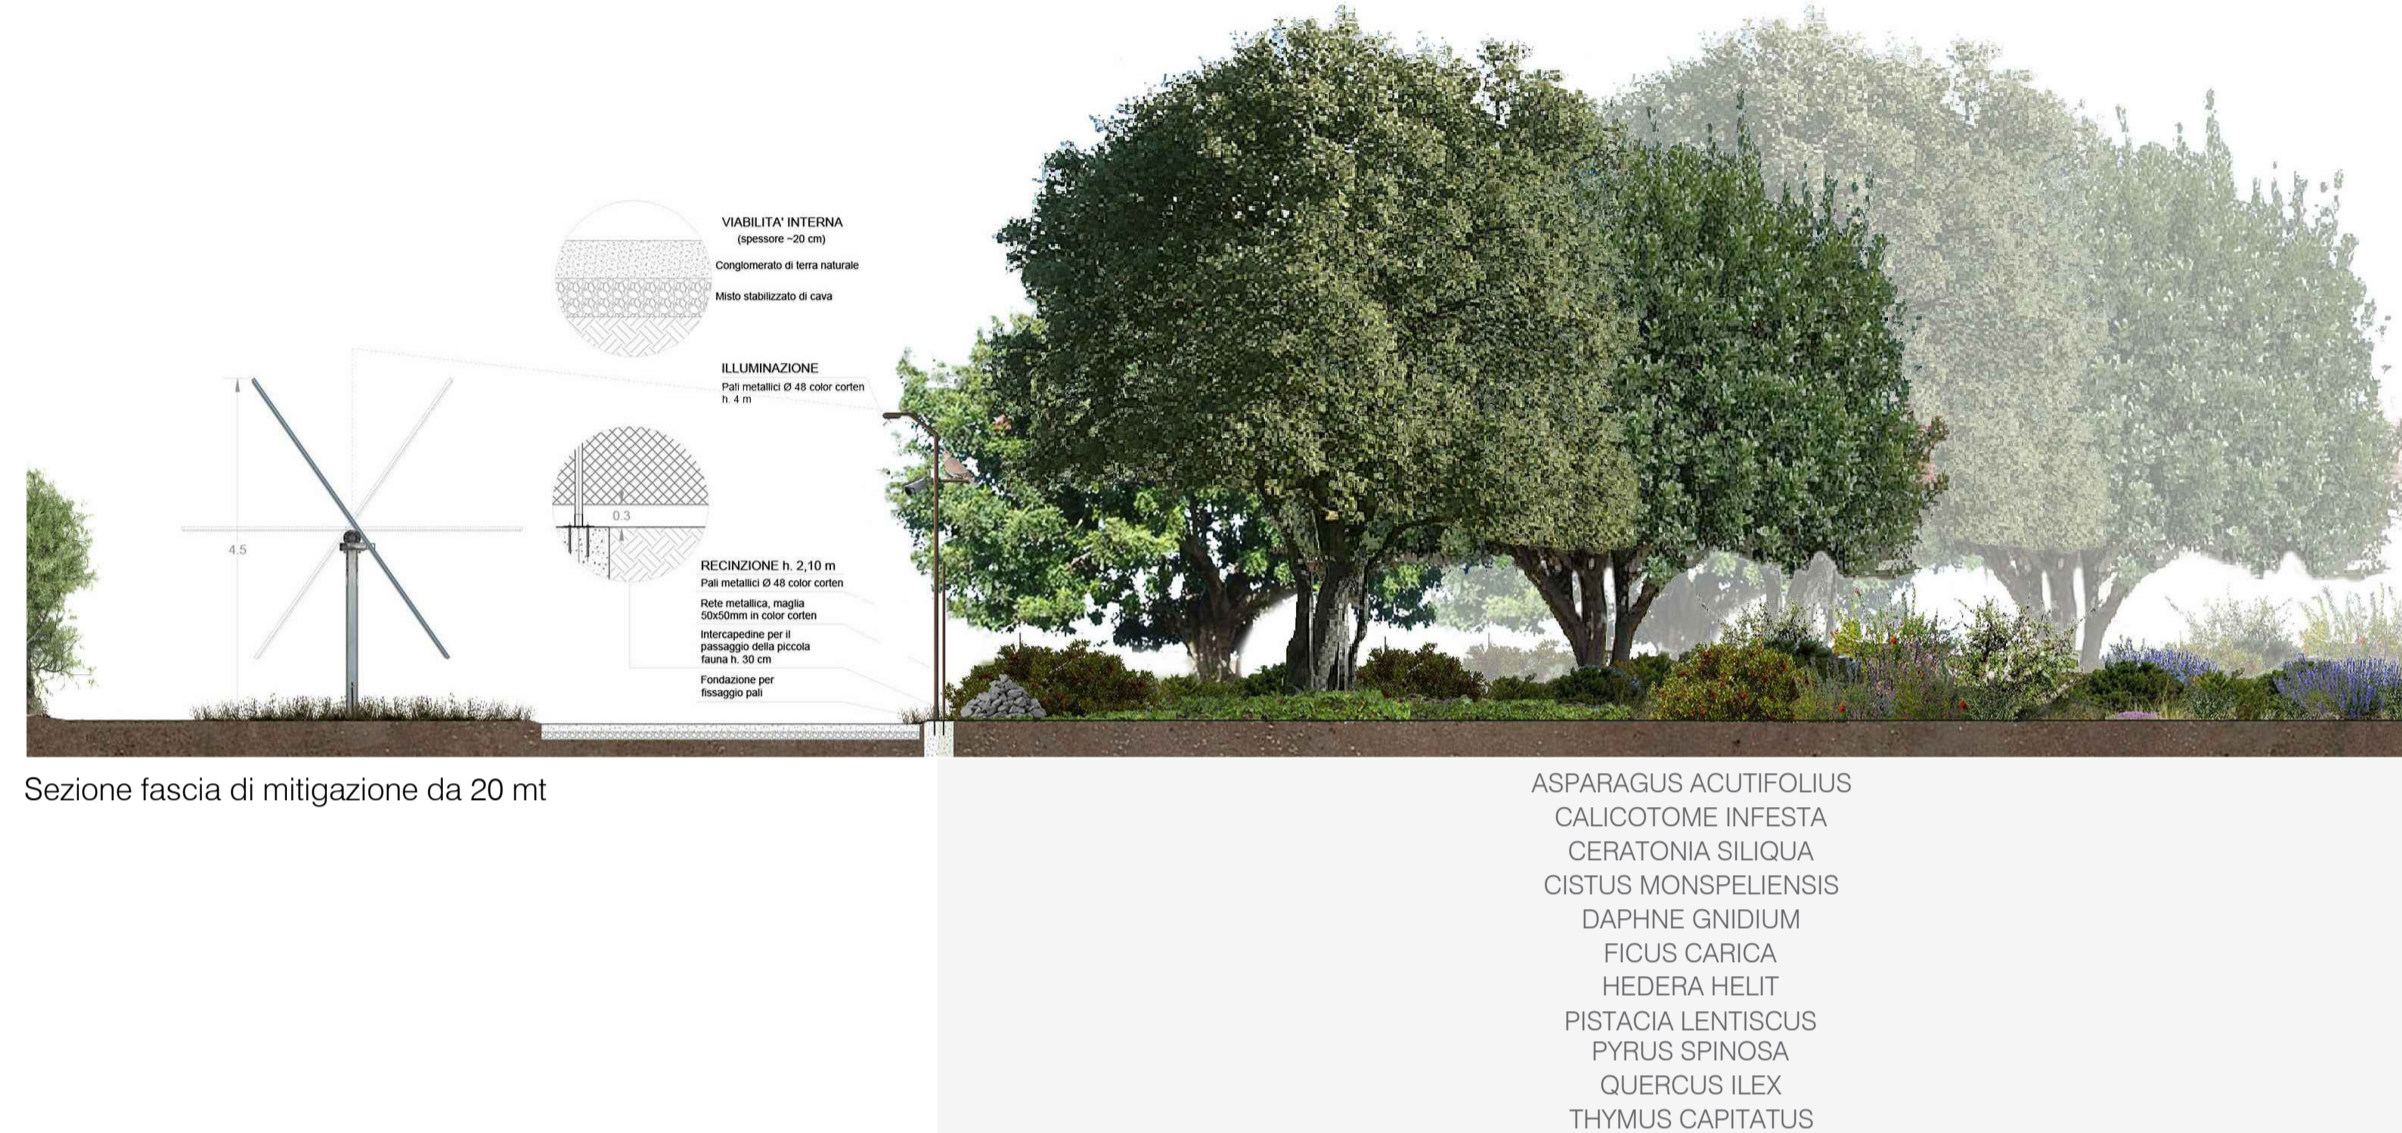 VIABILITA' INTERNA
(spessore ~20 cm)
Conglomerato di terra naturale
Misto stabilizzato di cava
ILLUMINAZIONE
Pali metallici Ø 48 color corten
h. 4 m
4.5
0.3
RECINZIONE h. 2,10 m
Pali metallici Ø 48 color corten
Rete metallica, maglia
50x50mm in color corten
Intercapedine per il
passaggio della piccola
fauna h. 30 cm
Fondazione per
fissaggio pali
Sezione fascia di mitigazione da 20 mt
ASPARAGUS ACUTIFOLIUS
CALICOTOME INFESTA
CERATONIA SILIQUA
CISTUS MONSPELIENSIS
DAPHNE GNIDIUM
FICUS CARICA
HEDERA HELIT
PISTACIA LENTISCUS
PYRUS SPINOSA
QUERCUS ILEX
THYMUS CAPITATUS